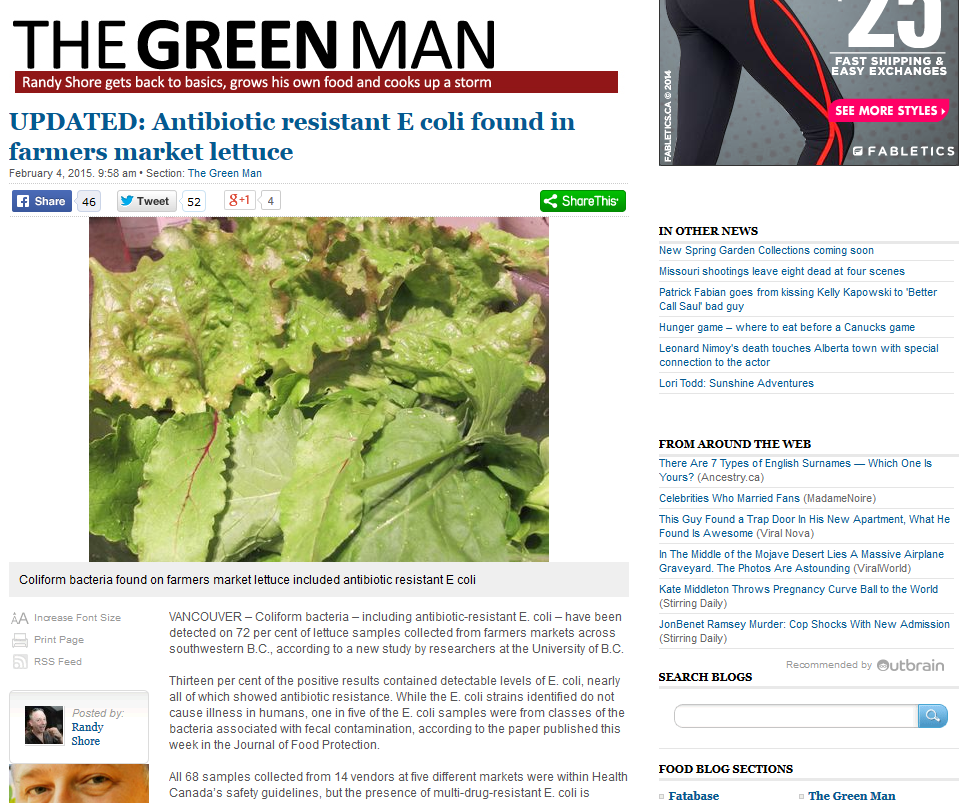 THE GREEN MAN
Randy Shore gets back to basics, grows his own food and cooks up a storm
UPDATED: Antibiotic resistant E coli found in
farmers market lettuce
February 4, 2015. 9:58 am • Section: The Green Man
Share 46 Tweet 52 g+1 4 ShareThis
Coliform bacteria found on farmers market lettuce included antibiotic resistant E coli
AA Increase Font Size
Print Page
RSS Feed
Posted by:
Randy
Shore
VANCOUVER – Coliform bacteria – including antibiotic-resistant E. coli – have been
detected on 72 per cent of lettuce samples collected from farmers markets across
southwestern B.C., according to a new study by researchers at the University of B.C.
Thirteen per cent of the positive results contained detectable levels of E. coli, nearly
all of which showed antibiotic resistance. While the E. coli strains identified do not
cause illness in humans, one in five of the E. coli samples were from classes of the
bacteria associated with fecal contamination, according to the paper published this
week in the Journal of Food Protection.
All 68 samples collected from 14 vendors at five different markets were within Health
Canada's safety guidelines, but the presence of multi-drug-resistant E. coli is
25
FAST SHIPPING &
EASY EXCHANGES
SEE MORE STYLES
FABLETICS
FABLETICS.CA © 2014
IN OTHER NEWS
New Spring Garden Collections coming soon
Missouri shootings leave eight dead at four scenes
Patrick Fabian goes from kissing Kelly Kapowski to 'Better
Call Saul' bad guy
Hunger game – where to eat before a Canucks game
Leonard Nimoy's death touches Alberta town with special
connection to the actor
Lori Todd: Sunshine Adventures
FROM AROUND THE WEB
There Are 7 Types of English Surnames — Which One Is
Yours? (Ancestry.ca)
Celebrities Who Married Fans (MadameNoire)
This Guy Found a Trap Door In His New Apartment, What He
Found Is Awesome (Viral Nova)
In The Middle of the Mojave Desert Lies A Massive Airplane
Graveyard. The Photos Are Astounding (ViralWorld)
Kate Middleton Throws Pregnancy Curve Ball to the World
(Stirring Daily)
JonBenet Ramsey Murder: Cop Shocks With New Admission
(Stirring Daily)
Recommended by Outbrain
SEARCH BLOGS
FOOD BLOG SECTIONS
Fatabase The Green Man